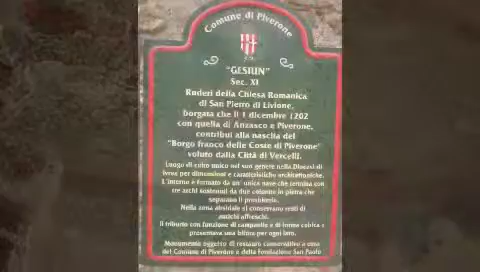 Comune di Piverone
"GESIUN"
Sec. XI
Ruderi della Chiesa Romanica
di San Pietro di Livione,
borgata che il 1 dicembre 1202
con quella di Anzasco e Piverone,
contribuì alla nascita del
"Borgo franco delle Coste di Piverone"
voluto dalla Città di Vercelli.
Luogo di culto unico nel suo genere nella Diocesi di
Ivrea per dimensioni e caratteristiche architettoniche.
L'interno è formato da un' unica nave che termina con
tre archi sostenuti da due colonne in pietra che
separano il presbiterio.
Nella zona absidale si conservano resti di
antichi affreschi.
Il tiburio con funzione di campanile e di forma cubica
presentava una bifora per ogni lato.
Monumento oggetto di restauro conservativo a cura
del Comune di Piverone e della Fondazione San Paolo